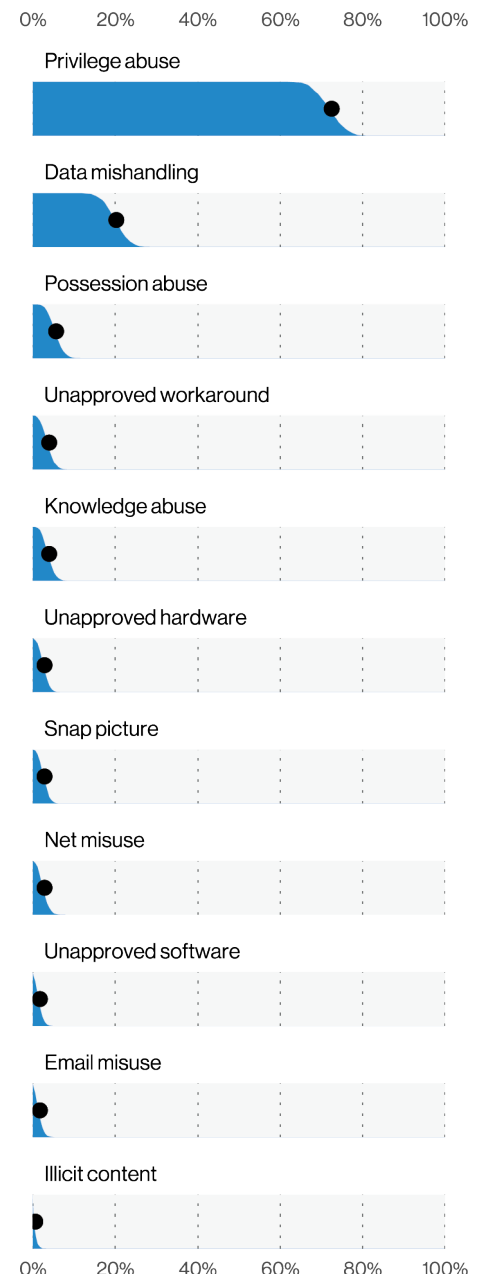 0% 20% 40% 60% 80% 100%
Privilege abuse
Data mishandling
Possession abuse
Unapproved workaround
Knowledge abuse
Unapproved hardware
Snap picture
Net misuse
Unapproved software
Email misuse
Illicit content
0% 20% 40% 60% 80% 100%